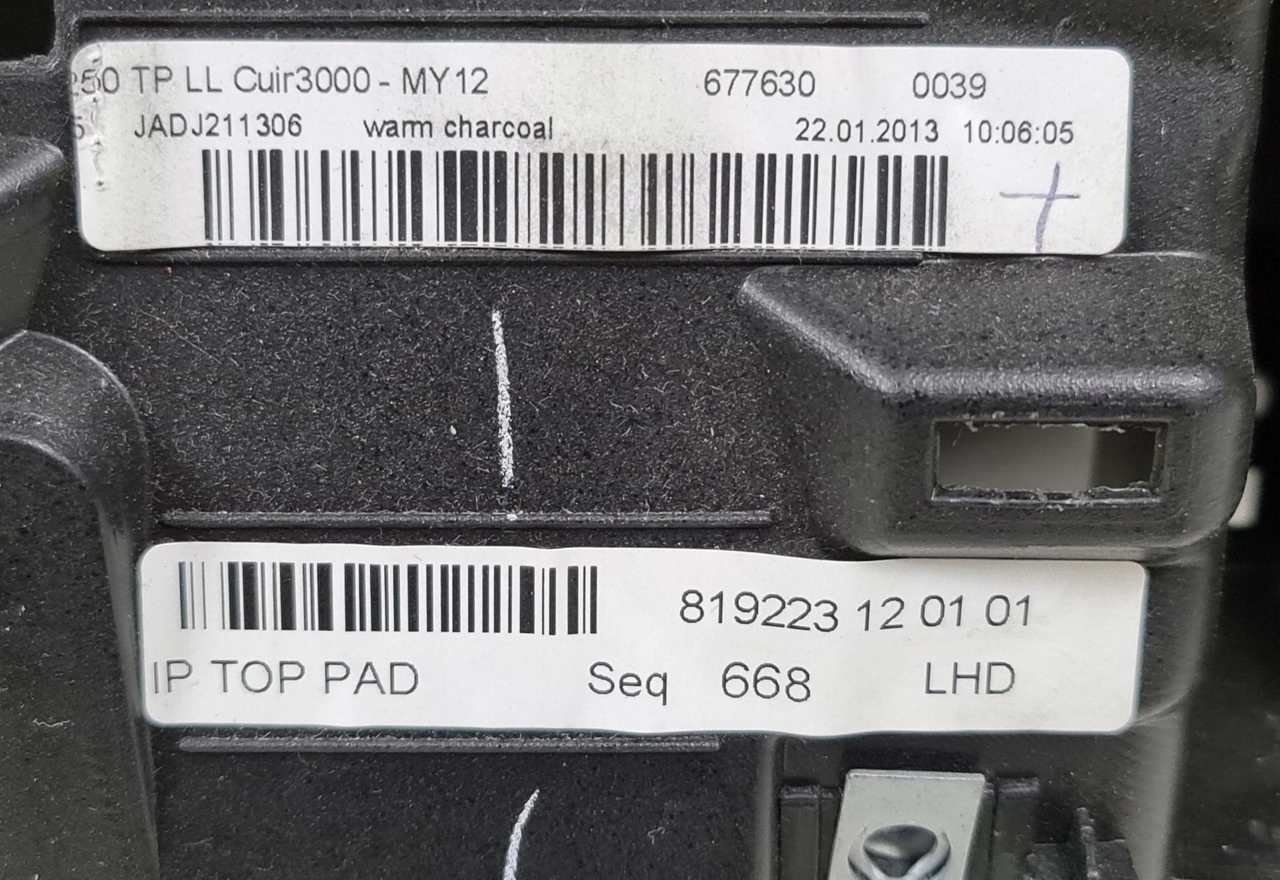 250 TP LL Cuir3000 - MY12 677630 0039
JADJ211306 warm charcoal 22.01.2013 10:06:05
819223 12 01 01
IP TOP PAD Seq 668 LHD